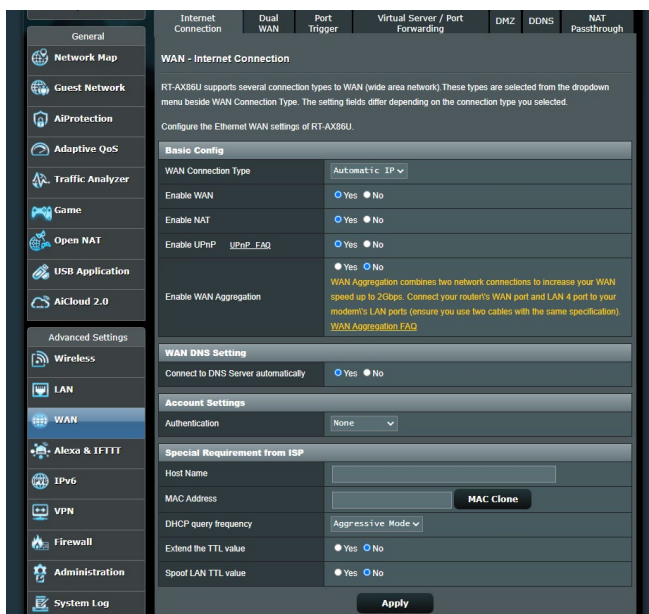 Internet Connection
Dual WAN
Port Trigger
Virtual Server / Port Forwarding
DMZ
DDNS
NAT Passthrough
General
Network Map
Guest Network
AiProtection
Adaptive QoS
Traffic Analyzer
Game
Open NAT
USB Application
AiCloud 2.0
Advanced Settings
Wireless
LAN
WAN
Alexa & IFTTT
IPv6
VPN
Firewall
Administration
System Log
WAN - Internet Connection
RT-AX86U supports several connection types to WAN (wide area network).These types are selected from the dropdown
menu beside WAN Connection Type. The setting fields differ depending on the connection type you selected.
Configure the Ethernet WAN settings of RT-AX86U.
Basic Config
WAN Connection Type Automatic IP
Enable WAN Yes No
Enable NAT Yes No
Enable UPnP UPnP FAQ Yes No
Enable WAN Aggregation Yes No
WAN Aggregation combines two network connections to increase your WAN
speed up to 2Gbps. Connect your router\'s WAN port and LAN 4 port to your
modem\'s LAN ports (ensure you use two cables with the same specification).
WAN Aggregation FAQ
WAN DNS Setting
Connect to DNS Server automatically Yes No
Account Settings
Authentication None
Special Requirement from ISP
Host Name
MAC Address MAC Clone
DHCP query frequency Aggressive Mode
Extend the TTL value Yes No
Spoof LAN TTL value Yes No
Apply